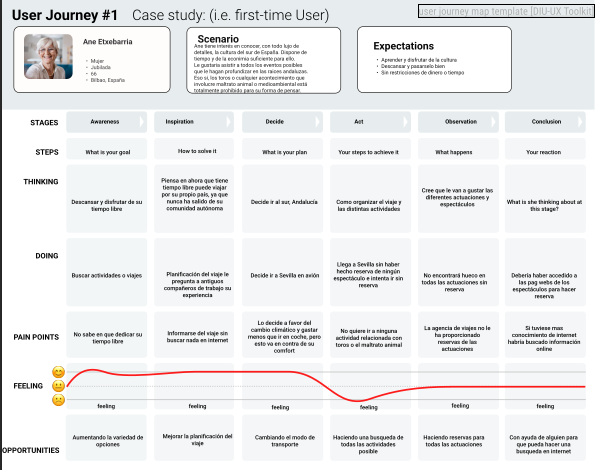 User Journey #1 Case study: (i.e. first-time User)
user journey map template [DIU-UX Toolkit]
Ane Etxebarria
Mujer
Jubilada
66
Bilbao, España
Scenario
Ane tiene interés en conocer, con todo lujo de
detalles, la cultura del sur de España. Dispone de
tiempo y de la economía suficiente para ello.
Le gustaría asistir a todos los eventos posibles
que le hagan profundizar en las raíces andaluzas.
Eso sí, los toros o cualquier acontecimiento que
involucre maltrato animal o medioambiental está
totalmente prohibido para su forma de pensar.
Expectations
Aprender y disfrutar de la cultura
Descansar y pasarselo bien
Sin restricciones de dinero o tiempo
STAGES
Awareness
Inspiration
Decide
Act
Observation
Conclusion
STEPS
What is your goal
How to solve it
What is your plan
Your steps to achieve it
What happens
Your reaction
THINKING
Descansar y disfrutar de su
tiempo libre
Piensa en ahora que tiene
tiempo libre puede viajar
por su propio país, ya que
nunca ha salido de su
comunidad autónoma
Decide ir al sur, Andalucía
Como organizar el viaje y
las distintas actividades
Cree que le van a gustar las
diferentes actuaciones y
espectáculos
What is she thinking about at
this stage?
DOING
Buscar actividades o viajes
Planificación del viaje le
pregunta a antiguos
compañeros de trabajo su
experiencia
Decide ir a Sevilla en avión
Llega a Sevilla sin haber
hecho reserva de ningún
espectáculo e intenta ir sin
reserva
No encontrará hueco en
todas las actuaciones sin
reserva
Debería haber accedido a
las pag webs de los
espectáculos para hacer
reserva
PAIN POINTS
No sabe en que dedicar su
tiempo libre
Informarse del viaje sin
buscar nada en internet
Lo decide a favor del
cambio climático y gastar
menos que ir en coche, pero
esto va en contra de su
comfort
No quiere ir a ninguna
actividad relacionada con
toros o el maltrato animal
La agencia de viajes no le
ha proporcionado
reservas de las
actuaciones
Si tuviese mas
conocimiento de internet
habría buscado información
online
FEELING
feeling
feeling
feeling
feeling
feeling
feeling
OPPORTUNITIES
Aumentando la variedad de
opciones
Mejorar la planificación del
viaje
Cambiando el modo de
transporte
Haciendo una busqueda de
todas las actividades
posible
Haciendo reservas para
todas las actuaciones
Con ayuda de alguien para
que pueda hacer una
busqueda en internet